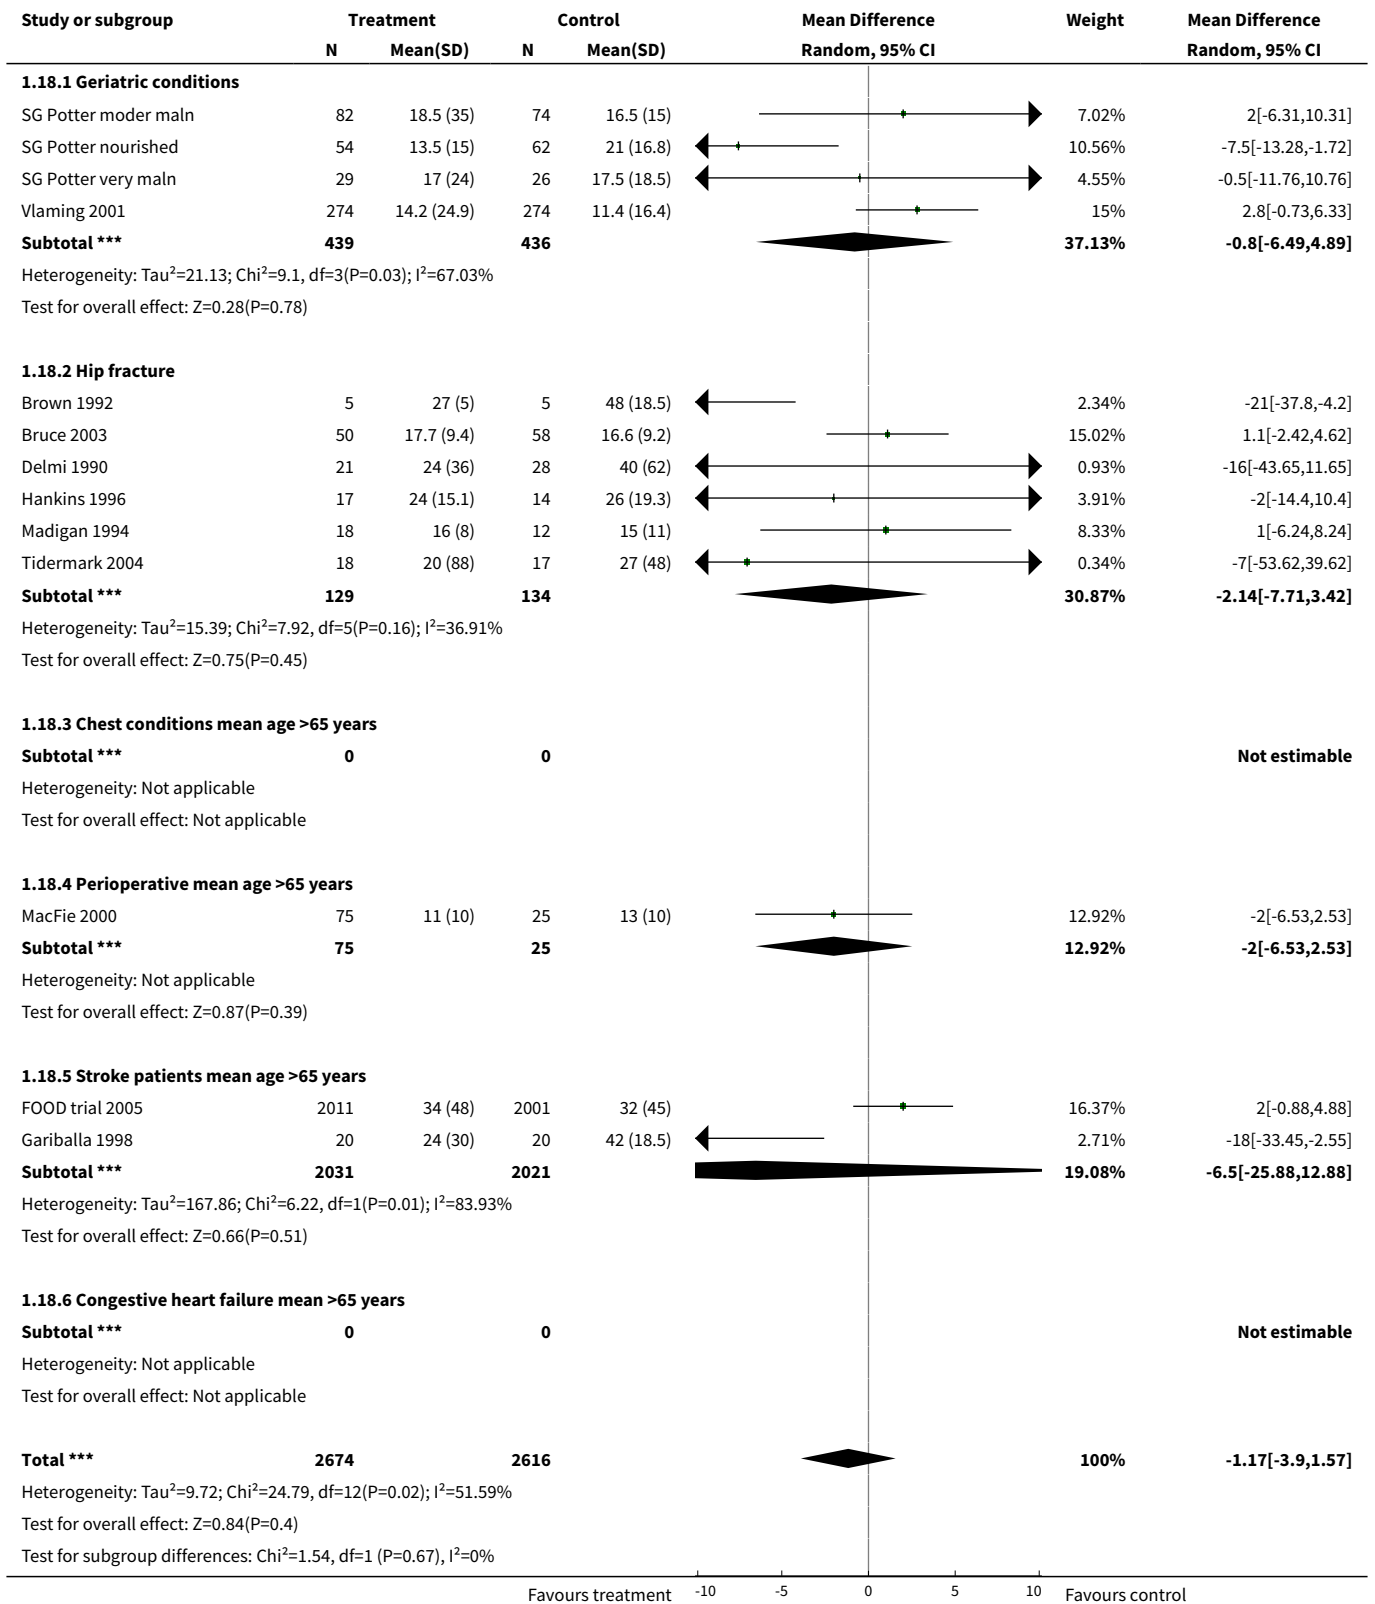 Study or subgroup Treatment Control Mean Difference Weight Mean Difference
N Mean(SD) N Mean(SD) Random, 95% CI Random, 95% CI
1.18.1 Geriatric conditions
SG Potter moder maln 82 18.5 (35) 74 16.5 (15) 7.02% 2[-6.31,10.31]
SG Potter nourished 54 13.5 (15) 62 21 (16.8) 10.56% -7.5[-13.28,-1.72]
SG Potter very maln 29 17 (24) 26 17.5 (18.5) 4.55% -0.5[-11.76,10.76]
Vlaming 2001 274 14.2 (24.9) 274 11.4 (16.4) 15% 2.8[-0.73,6.33]
Subtotal *** 439 436 37.13% -0.8[-6.49,4.89]
Heterogeneity: Tau²=21.13; Chi²=9.1, df=3(P=0.03); I²=67.03%
Test for overall effect: Z=0.28(P=0.78)
1.18.2 Hip fracture
Brown 1992 5 27 (5) 5 48 (18.5) 2.34% -21[-37.8,-4.2]
Bruce 2003 50 17.7 (9.4) 58 16.6 (9.2) 15.02% 1.1[-2.42,4.62]
Delmi 1990 21 24 (36) 28 40 (62) 0.93% -16[-43.65,11.65]
Hankins 1996 17 24 (15.1) 14 26 (19.3) 3.91% -2[-14.4,10.4]
Madigan 1994 18 16 (8) 12 15 (11) 8.33% 1[-6.24,8.24]
Tidermark 2004 18 20 (88) 17 27 (48) 0.34% -7[-53.62,39.62]
Subtotal *** 129 134 30.87% -2.14[-7.71,3.42]
Heterogeneity: Tau²=15.39; Chi²=7.92, df=5(P=0.16); I²=36.91%
Test for overall effect: Z=0.75(P=0.45)
1.18.3 Chest conditions mean age >65 years
Subtotal *** 0 0 Not estimable
Heterogeneity: Not applicable
Test for overall effect: Not applicable
1.18.4 Perioperative mean age >65 years
MacFie 2000 75 11 (10) 25 13 (10) 12.92% -2[-6.53,2.53]
Subtotal *** 75 25 12.92% -2[-6.53,2.53]
Heterogeneity: Not applicable
Test for overall effect: Z=0.87(P=0.39)
1.18.5 Stroke patients mean age >65 years
FOOD trial 2005 2011 34 (48) 2001 32 (45) 16.37% 2[-0.88,4.88]
Gariballa 1998 20 24 (30) 20 42 (18.5) 2.71% -18[-33.45,-2.55]
Subtotal *** 2031 2021 19.08% -6.5[-25.88,12.88]
Heterogeneity: Tau²=167.86; Chi²=6.22, df=1(P=0.01); I²=83.93%
Test for overall effect: Z=0.66(P=0.51)
1.18.6 Congestive heart failure mean >65 years
Subtotal *** 0 0 Not estimable
Heterogeneity: Not applicable
Test for overall effect: Not applicable
Total *** 2674 2616 100% -1.17[-3.9,1.57]
Heterogeneity: Tau²=9.72; Chi²=24.79, df=12(P=0.02); I²=51.59%
Test for overall effect: Z=0.84(P=0.4)
Test for subgroup differences: Chi²=1.54, df=1 (P=0.67), I²=0%
Favours treatment -10 -5 0 5 10 Favours control